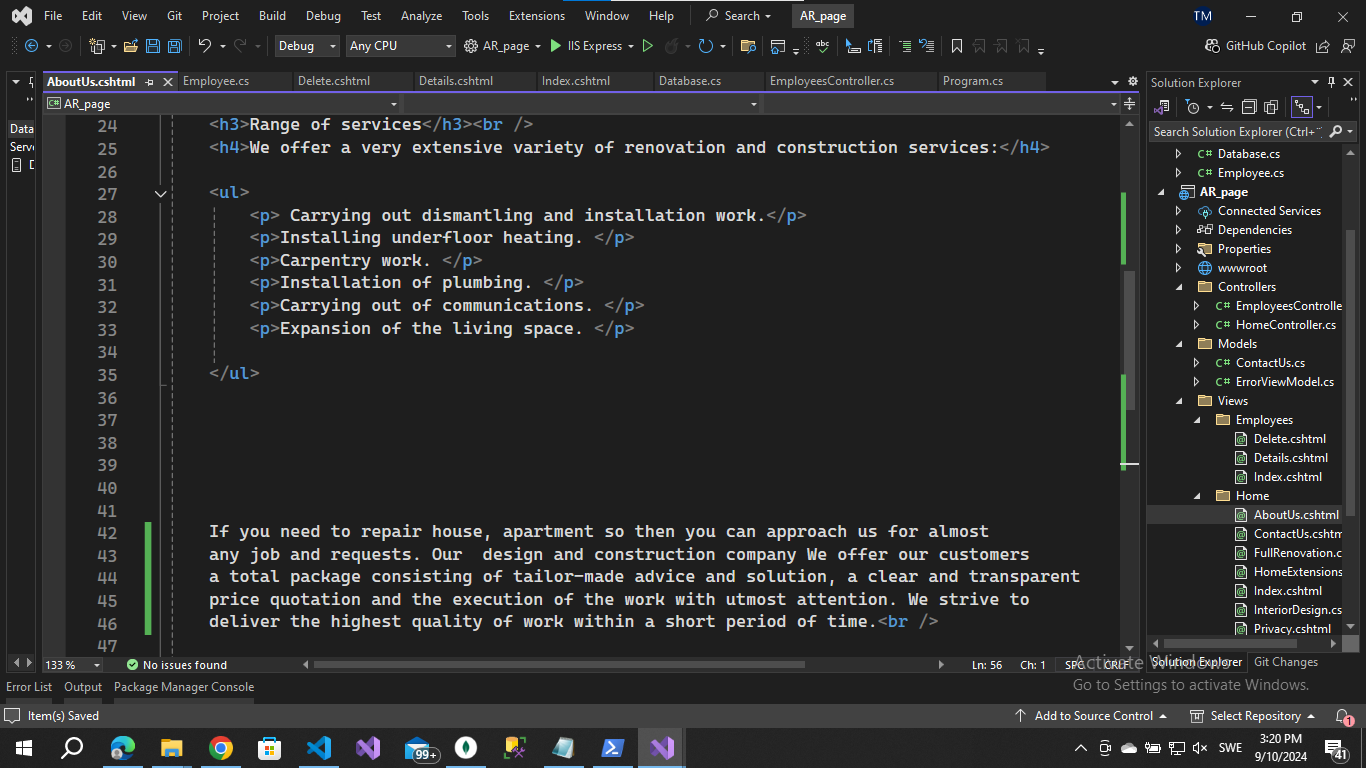 File Edit View Git Project Build Debug Test Analyze Tools Extensions Window Help Search AR_page TM
Debug Any CPU AR_page IIS Express GitHub Copilot
AboutUs.cshtml Employee.cs Delete.cshtml Details.cshtml Index.cshtml Database.cs EmployeesController.cs Program.cs
AR_page
Data
Serv
24 <h3>Range of services</h3><br />
25 <h4>We offer a very extensive variety of renovation and construction services:</h4>
26
27 <ul>
28 <p> Carrying out dismantling and installation work.</p>
29 <p>Installing underfloor heating. </p>
30 <p>Carpentry work. </p>
31 <p>Installation of plumbing. </p>
32 <p>Carrying out of communications. </p>
33 <p>Expansion of the living space. </p>
34
35 </ul>
36
37
38
39
40
41
42 If you need to repair house, apartment so then you can approach us for almost
43 any job and requests. Our  design and construction company We offer our customers
44 a total package consisting of tailor-made advice and solution, a clear and transparent
45 price quotation and the execution of the work with utmost attention. We strive to
46 deliver the highest quality of work within a short period of time.<br />
47
133 % No issues found Ln: 56 Ch: 1 SPC CRLF
Solution Explorer
Search Solution Explorer (Ctrl+
C# Database.cs
C# Employee.cs
AR_page
Connected Services
Dependencies
Properties
wwwroot
Controllers
C# EmployeesControlle
C# HomeController.cs
Models
C# ContactUs.cs
C# ErrorViewModel.cs
Views
Employees
Delete.cshtml
Details.cshtml
Index.cshtml
Home
AboutUs.cshtml
ContactUs.cshtm
FullRenovation.c
HomeExtensions
Index.cshtml
InteriorDesign.cs
Privacy.cshtml
Solution Explorer Git Changes
Activate Windows
Go to Settings to activate Windows.
Error List Output Package Manager Console
Item(s) Saved Add to Source Control Select Repository 1
99+ SWE 3:20 PM
9/10/2024 41